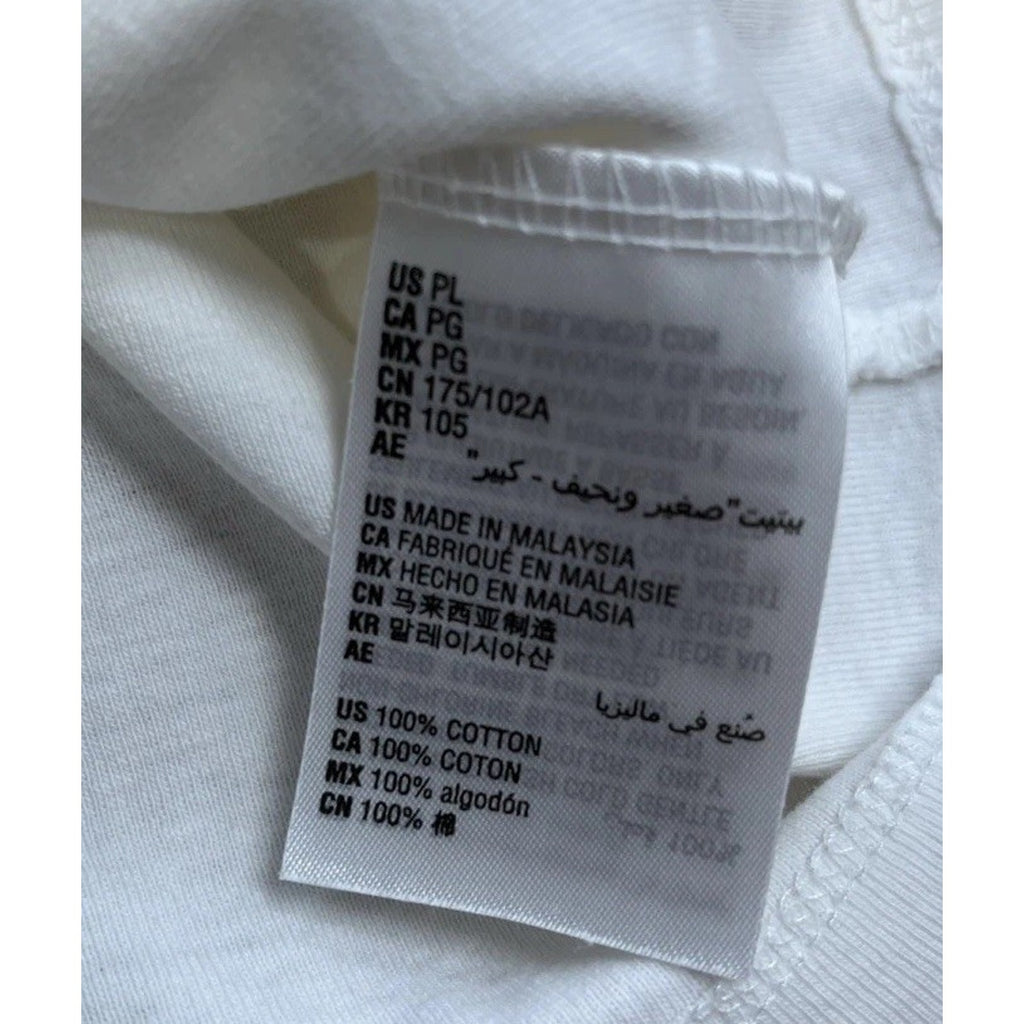 US PL
CA PG
MX PG
CN 175/102A
KR 105
AE
بيتيت"صغير ونحيف - كبير"
US MADE IN MALAYSIA
CA FABRIQUÉ EN MALAISIE
MX HECHO EN MALASIA
CN 马来西亚制造
KR 말레이시아산
AE
صُنع في ماليزيا
US 100% COTTON
CA 100% COTON
MX 100% algodón
CN 100% 棉